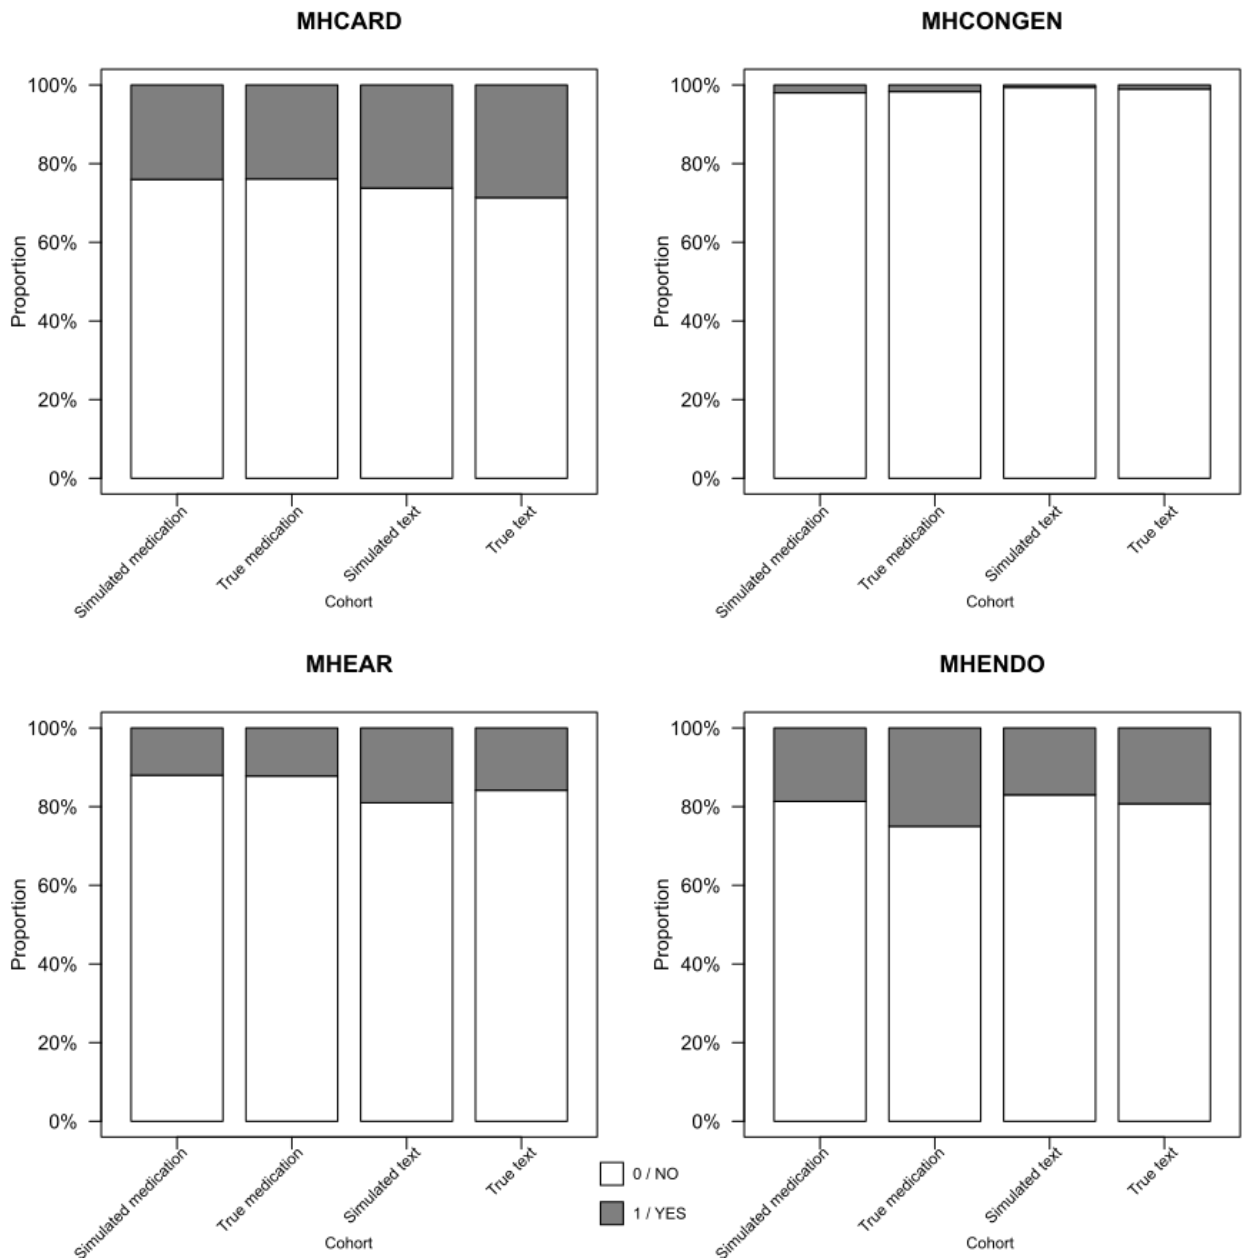 MHCARD
Proportion
100%
80%
60%
40%
20%
0%
Simulated medication
True medication
Simulated text
True text
Cohort
MHCONGEN
Proportion
100%
80%
60%
40%
20%
0%
Simulated medication
True medication
Simulated text
True text
Cohort
MHEAR
Proportion
100%
80%
60%
40%
20%
0%
Simulated medication
True medication
Simulated text
True text
Cohort
MHENDO
Proportion
100%
80%
60%
40%
20%
0%
Simulated medication
True medication
Simulated text
True text
Cohort
0 / NO
1 / YES